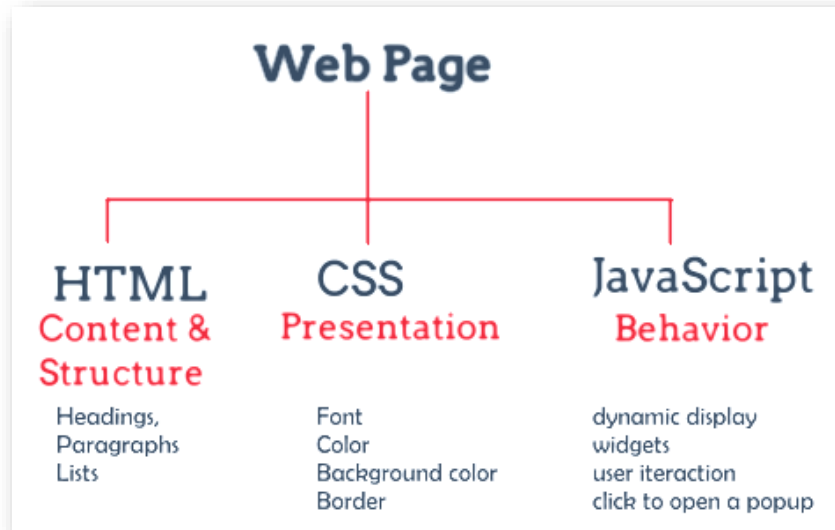 Web Page
HTML
Content &
Structure
Headings,
Paragraphs
Lists
CSS
Presentation
Font
Color
Background color
Border
JavaScript
Behavior
dynamic display
widgets
user iteraction
click to open a popup